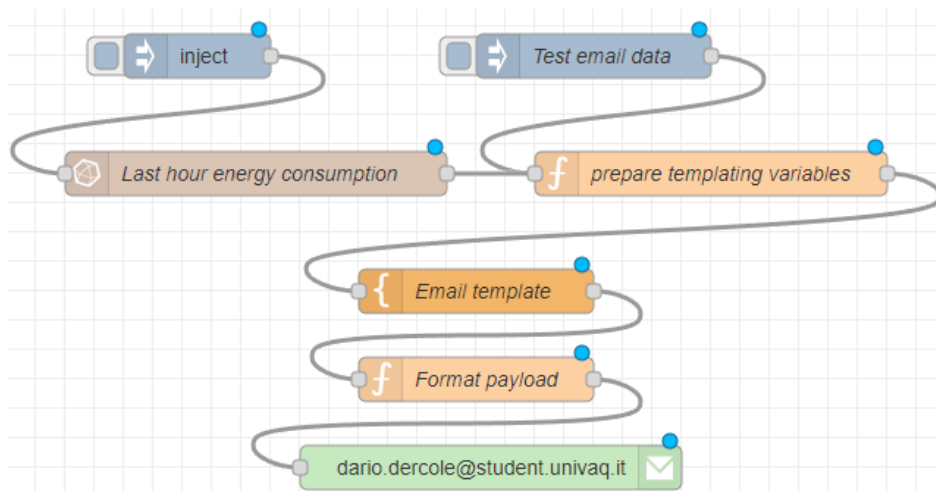 inject
Test email data
Last hour energy consumption
prepare templating variables
Email template
Format payload
dario.dercole@student.univaq.it